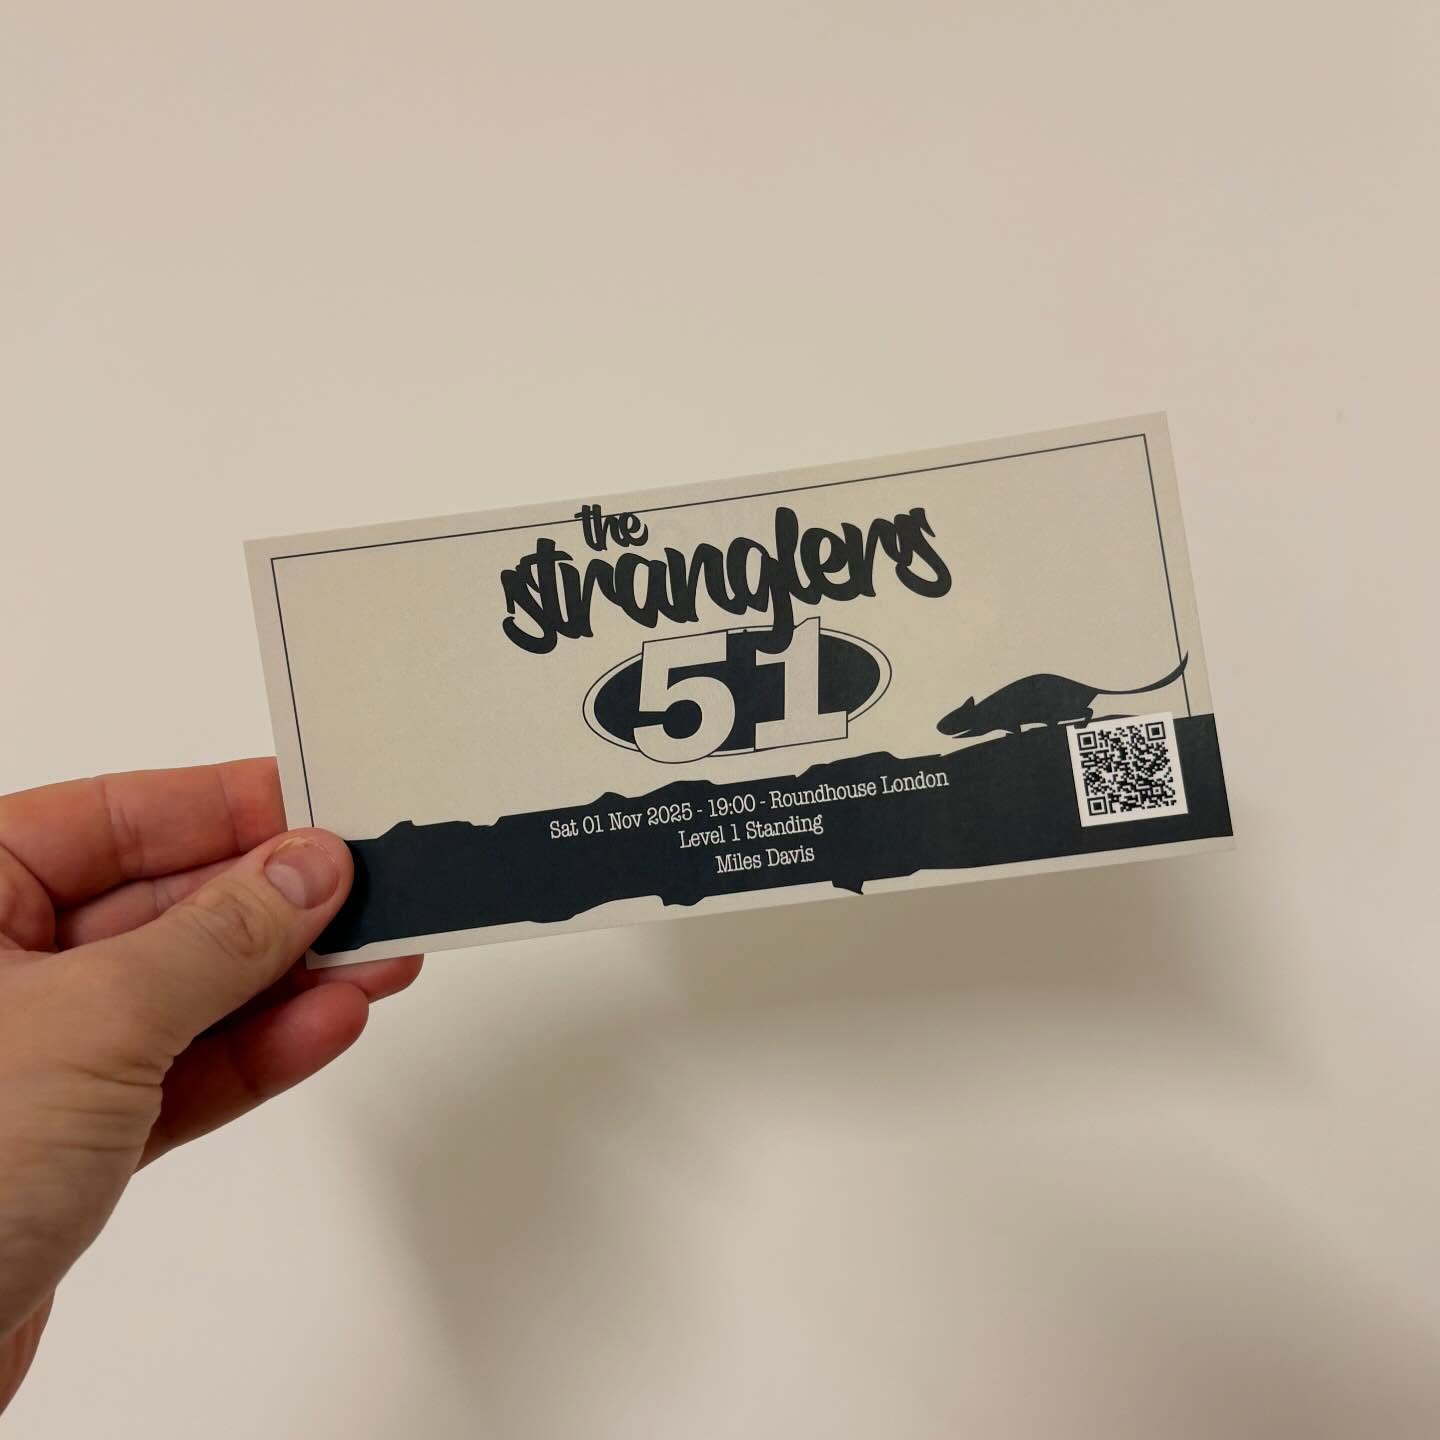 the
stranglers
51
Sat 01 Nov 2025 - 19:00 - Roundhouse London
Level 1 Standing
Miles Davis